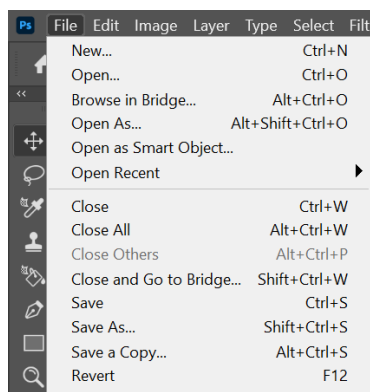 Ps File Edit Image Layer Type Select Filt
New... Ctrl+N
Open... Ctrl+O
Browse in Bridge... Alt+Ctrl+O
Open As... Alt+Shift+Ctrl+O
Open as Smart Object...
Open Recent
Close Ctrl+W
Close All Alt+Ctrl+W
Close Others Alt+Ctrl+P
Close and Go to Bridge... Shift+Ctrl+W
Save Ctrl+S
Save As... Shift+Ctrl+S
Save a Copy... Alt+Ctrl+S
Revert F12